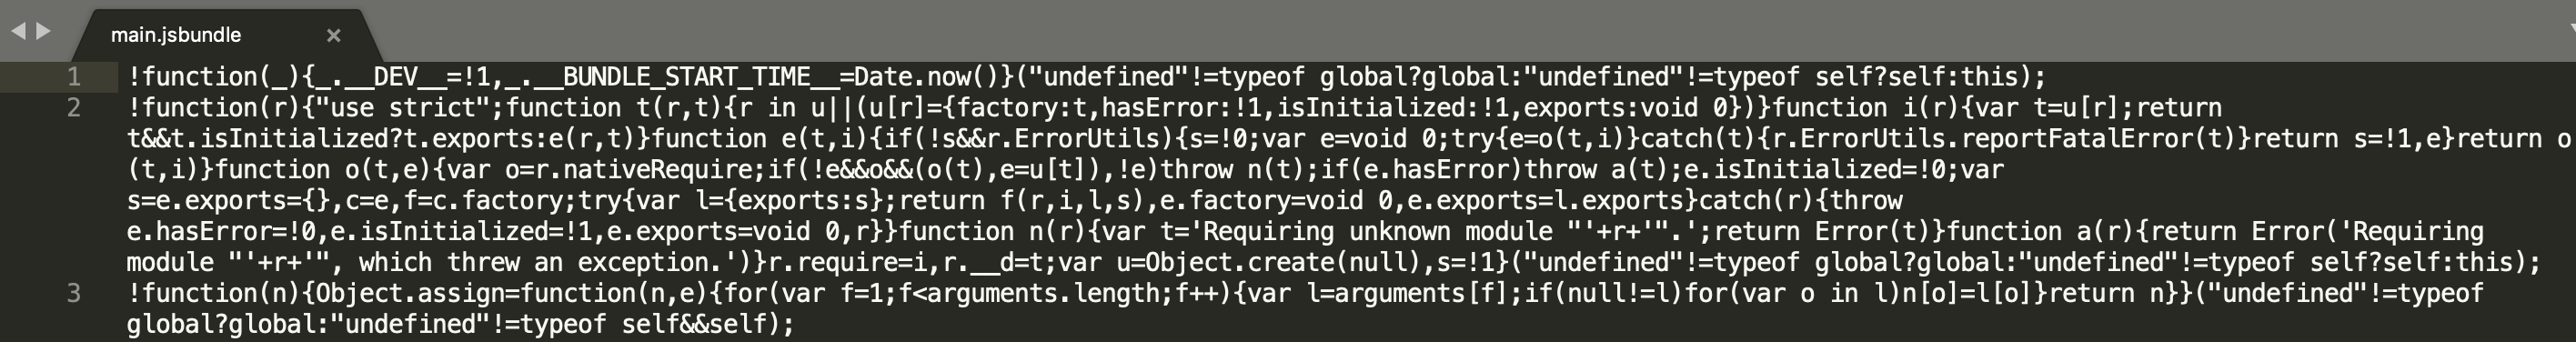 main.jsbundle ×
1 !function(_){_.__DEV__=!1,_.__BUNDLE_START_TIME__=Date.now()}("undefined"!=typeof global?global:"undefined"!=typeof self?self:this);
2 !function(r){"use strict";function t(r,t){r in u||(u[r]={factory:t,hasError:!1,isInitialized:!1,exports:void 0})}function i(r){var t=u[r];return
t&&t.isInitialized?t.exports:e(r,t)}function e(t,i){if(!s&&r.ErrorUtils){s=!0;var e=void 0;try{e=o(t,i)}catch(t){r.ErrorUtils.reportFatalError(t)}return s=!1,e}return o
(t,i)}function o(t,e){var o=r.nativeRequire;if(!e&&o&&(o(t),e=u[t]),!e)throw n(t);if(e.hasError)throw a(t);e.isInitialized=!0;var
s=e.exports={},c=e,f=c.factory;try{var l={exports:s};return f(r,i,l,s),e.factory=void 0,e.exports=l.exports}catch(r){throw
e.hasError=!0,e.isInitialized=!1,e.exports=void 0,r}}function n(r){var t='Requiring unknown module "'+r+'".';return Error(t)}function a(r){return Error('Requiring
module "'+r+'", which threw an exception.')}r.require=i,r.__d=t;var u=Object.create(null),s=!1}("undefined"!=typeof global?global:"undefined"!=typeof self?self:this);
3 !function(n){Object.assign=function(n,e){for(var f=1;f<arguments.length;f++){var l=arguments[f];if(null!=l)for(var o in l)n[o]=l[o]}return n}}("undefined"!=typeof
global?global:"undefined"!=typeof self&&self);